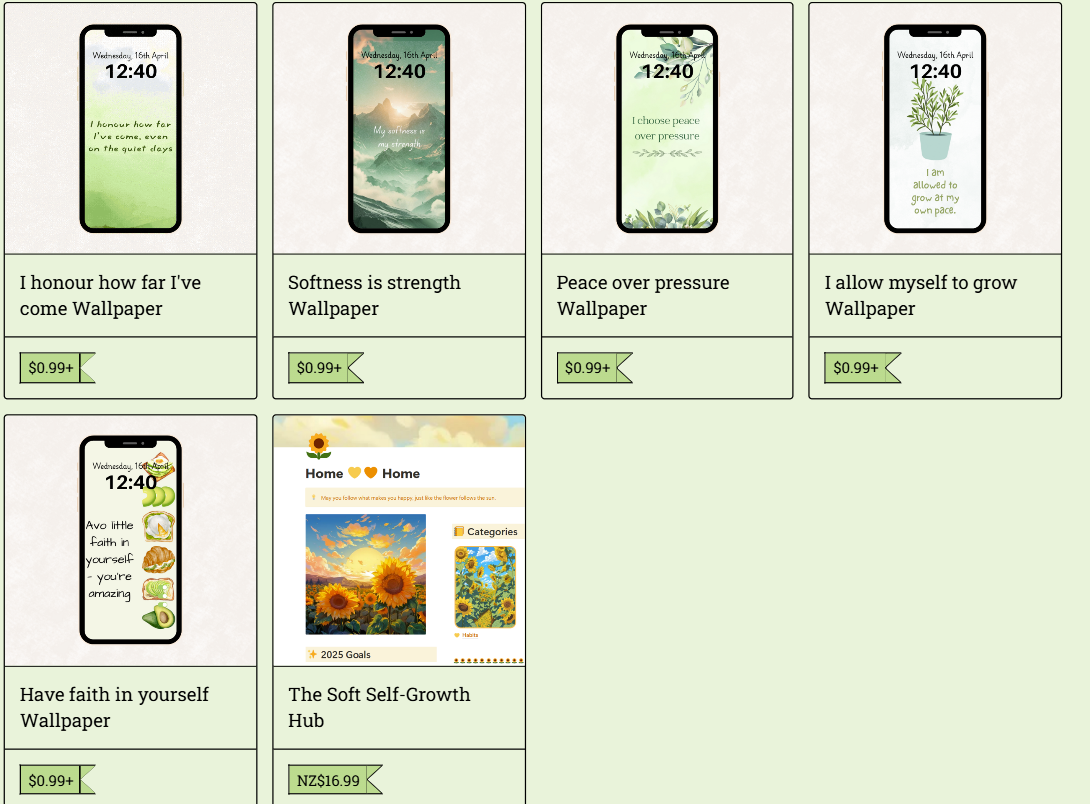 Wednesday, 16th April
12:40
I honour how far
I've come, even
on the quiet days
I honour how far I've
come Wallpaper
$0.99+
Wednesday, 16th April
12:40
My softness is
my strength
Softness is strength
Wallpaper
$0.99+
Wednesday, 16th April
12:40
I choose peace
over pressure
Peace over pressure
Wallpaper
$0.99+
Wednesday, 16th April
12:40
I am
allowed to
grow at my
own pace.
I allow myself to grow
Wallpaper
$0.99+
Wednesday, 16th April
12:40
Avo little
faith in
yourself
- you're
amazing
Have faith in yourself
Wallpaper
$0.99+
Home 💛🧡 Home
May you follow what makes you happy, just like the flower follows the sun.
Categories
Habits
✨ 2025 Goals
The Soft Self-Growth
Hub
NZ$16.99